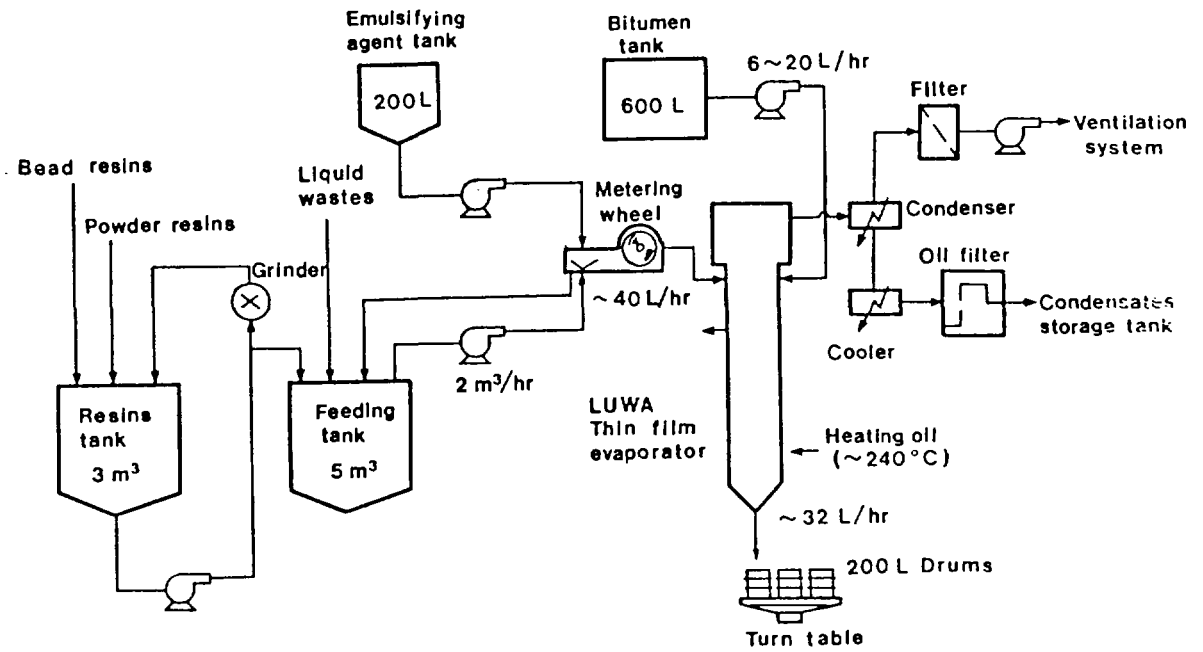 Emulsifying
agent tank
200L
Bitumen
tank
600 L
6~20 L/hr
Filter
Ventilation
system
Bead resins
Powder resins
Liquid
wastes
Metering
wheel
Condenser
Grinder
Oil filter
~40 L/hr
Condensates
storage tank
Cooler
2 m³/hr
Resins
tank
3 m³
Feeding
tank
5 m³
LUWA
Thin film
evaporator
Heating oil
(~240°C)
~32 L/hr
200 L Drums
Turn table